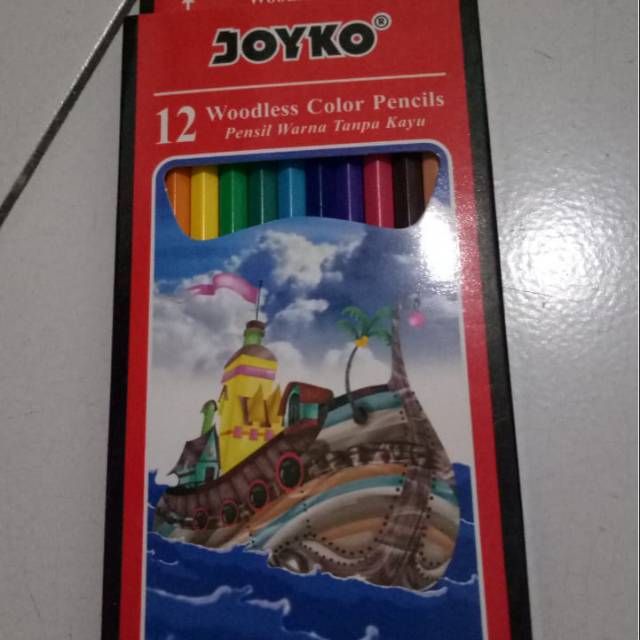 JOYKO®
12 Woodless Color Pencils
Pensil Warna Tanpa Kayu